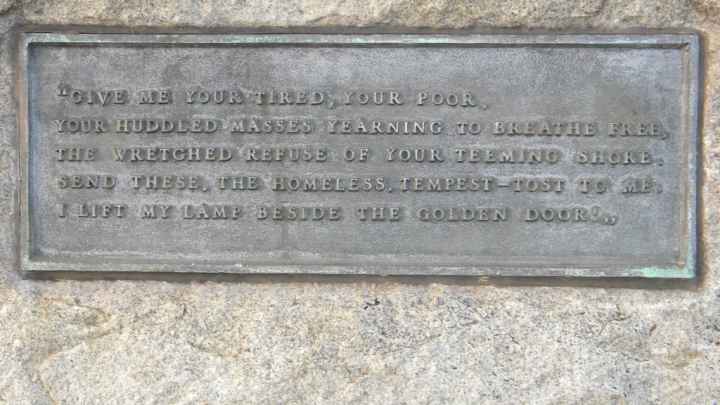 "GIVE ME YOUR TIRED, YOUR POOR,
YOUR HUDDLED MASSES YEARNING TO BREATHE FREE,
THE WRETCHED REFUSE OF YOUR TEEMING SHORE.
SEND THESE, THE HOMELESS, TEMPEST-TOST TO ME:
I LIFT MY LAMP BESIDE THE GOLDEN DOOR!"